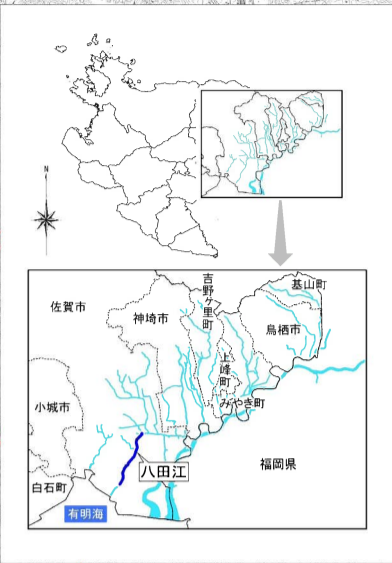 N
基山町
吉野ヶ里町
佐賀市
神埼市
鳥栖市
上峰町
みやき町
小城市
八田江
福岡県
白石町
有明海